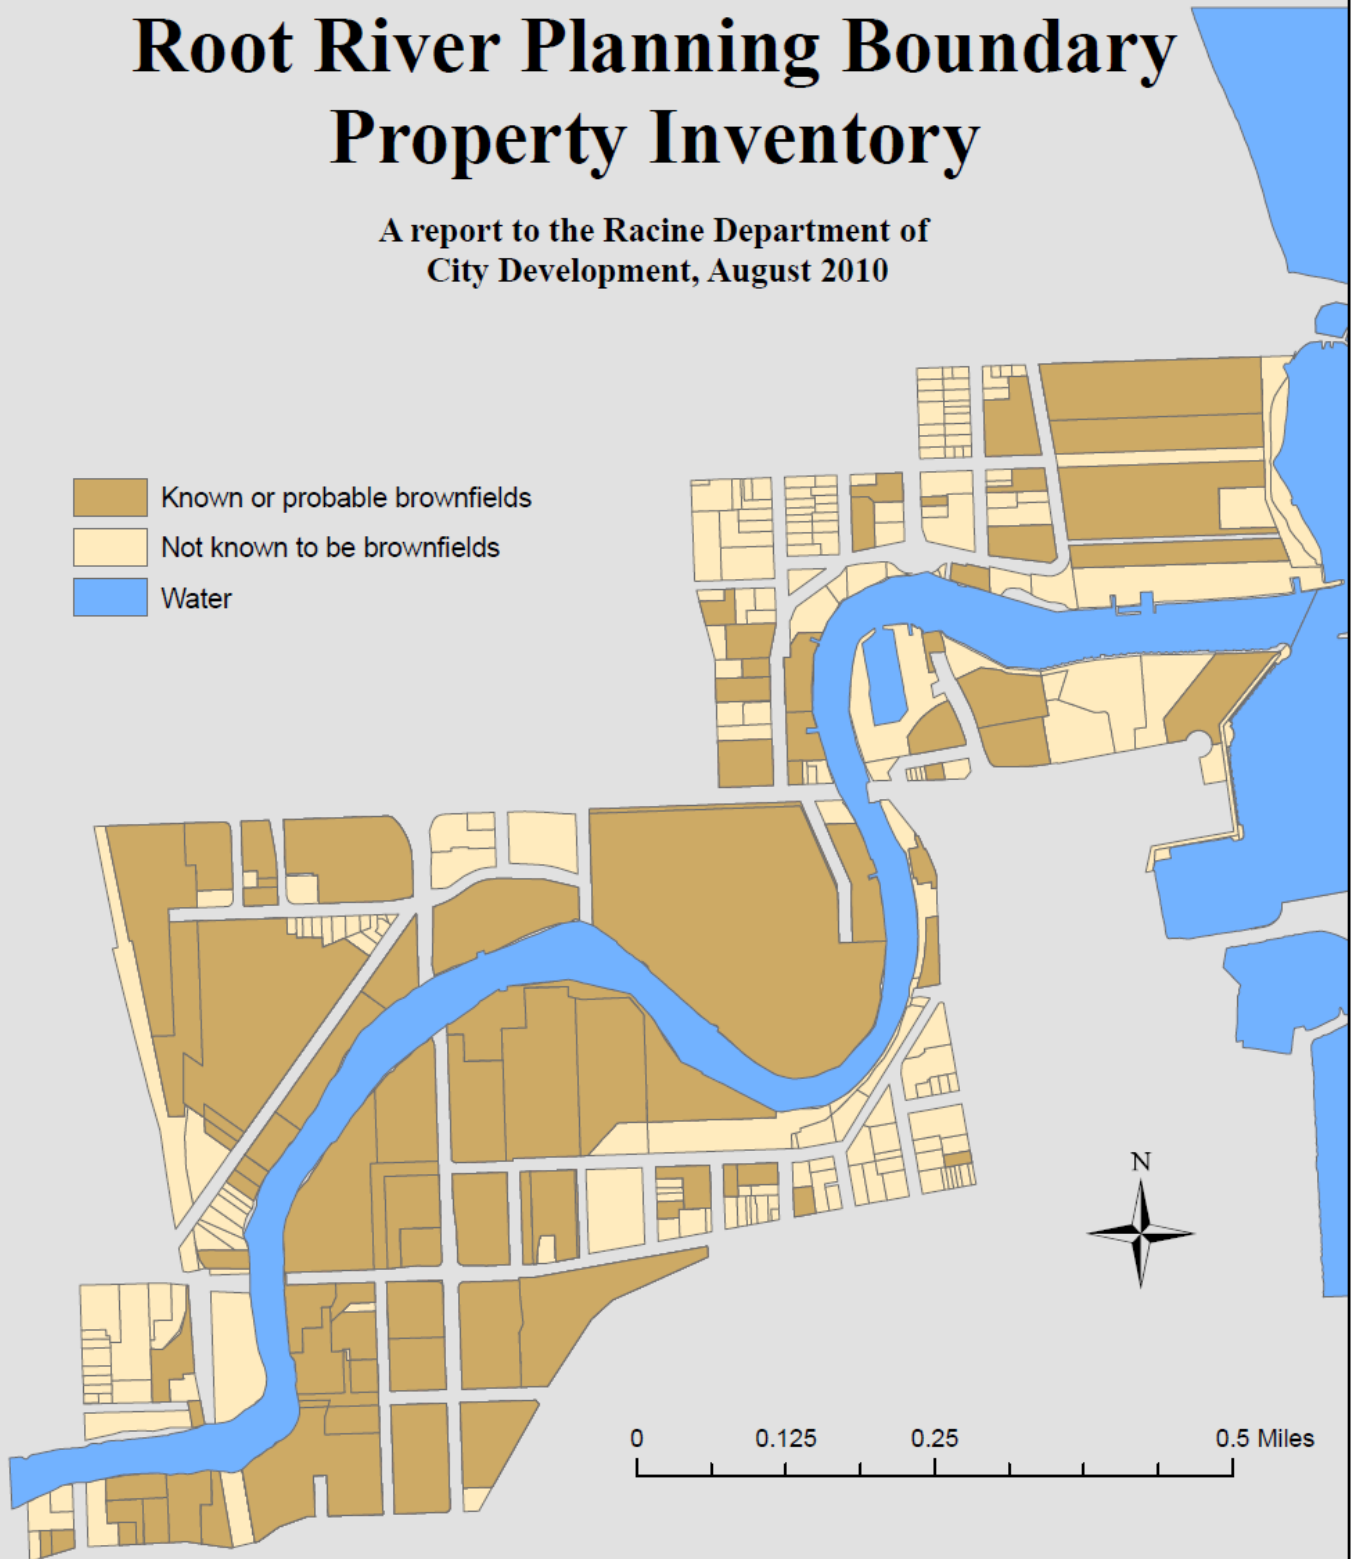 Root River Planning Boundary
Property Inventory
A report to the Racine Department of
City Development, August 2010
Known or probable brownfields
Not known to be brownfields
Water
N
0 0.125 0.25 0.5 Miles